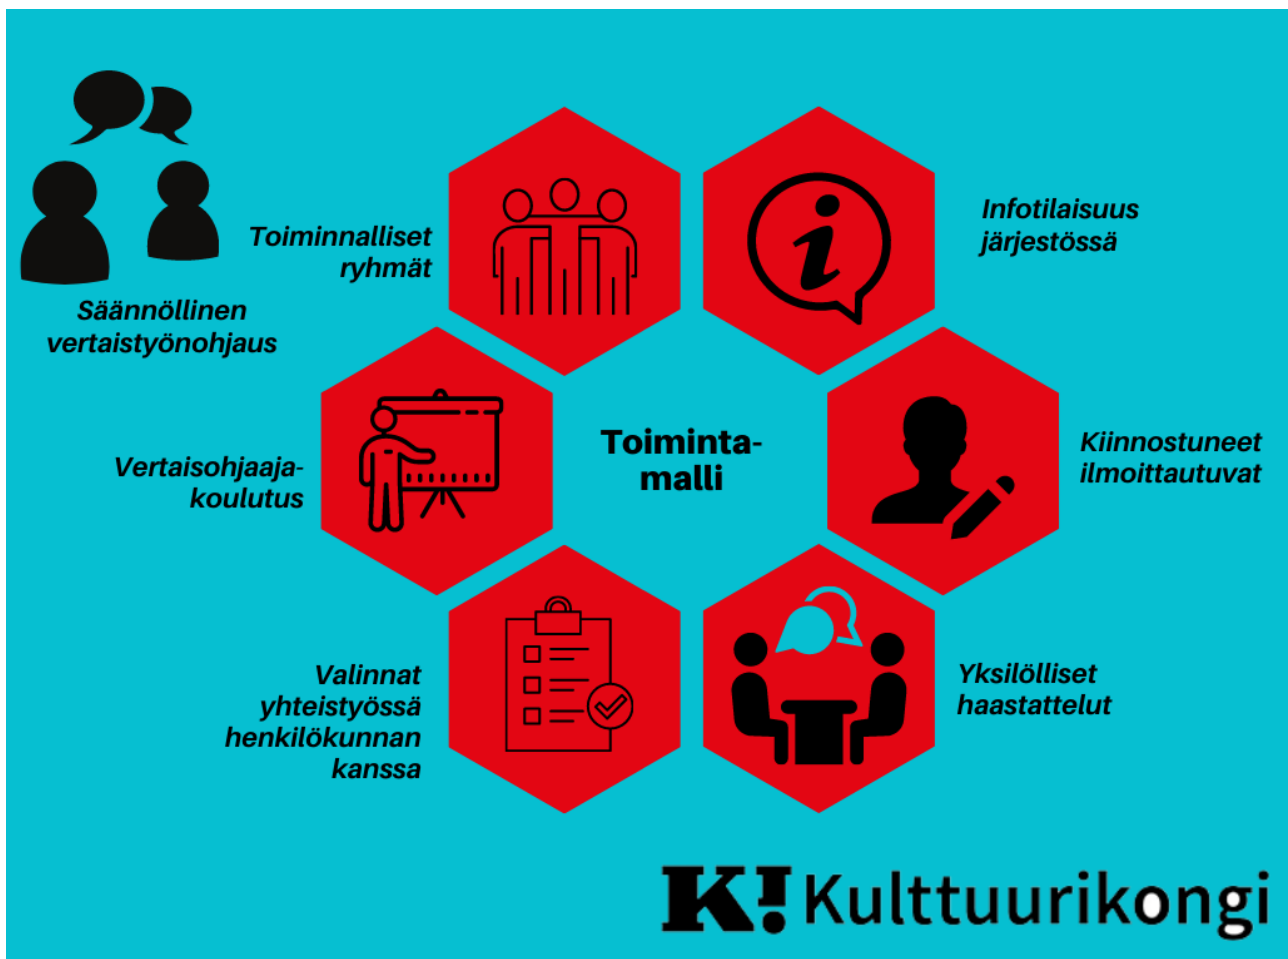 Infotilaisuus
järjestössä
Kiinnostuneet
ilmoittautuvat
Yksilölliset
haastattelut
Valinnat
yhteistyössä
henkilökunnan
kanssa
Vertaisohjaaja-
koulutus
Toiminnalliset
ryhmät
Säännöllinen
vertaistyönohjaus
Toiminta-
malli
K! Kulttuurikongi